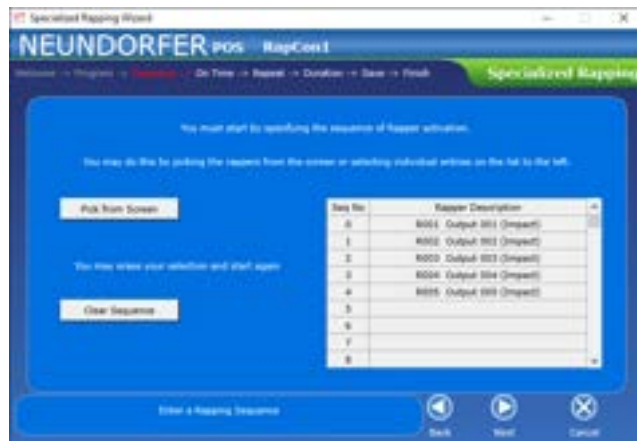 Specialized Rapping Wizard
NEUNDORFER POS RapCon1
Welcome -> Program -> Sequence -> On Time -> Repeat -> Duration -> Save -> Finish
Specialized Rapping
You must start by specifying the sequence of Rapper activation.
You may do this by picking the rappers from the screen or selecting individual entries on the list to the left.
Pick from Screen
Seq No Rapper Description
0 R001 Output 001 (Impact)
1 R002 Output 002 (Impact)
2 R003 Output 003 (Impact)
3 R004 Output 004 (Impact)
4 R005 Output 005 (Impact)
5
6
7
8
You may erase your selection and start again
Clear Sequence
Enter a Rapping Sequence
Back Next Cancel